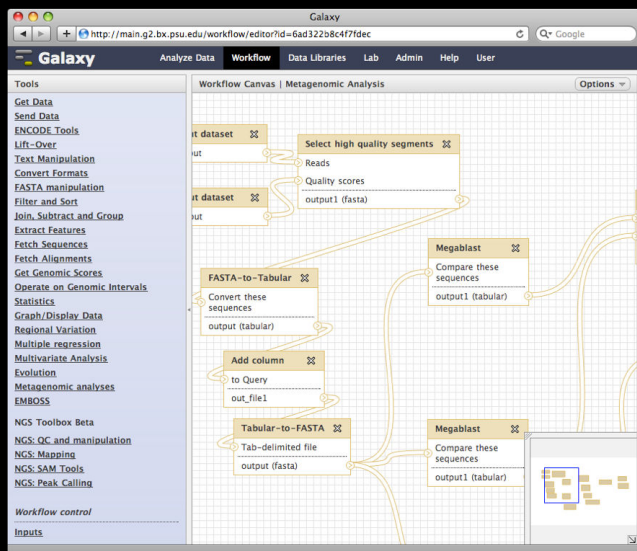 Galaxy
http://main.g2.bx.psu.edu/workflow/editor?id=6ad322b8c4f7fdec
Google
Galaxy
Analyze Data Workflow Data Libraries Lab Admin Help User
Tools
Get Data
Send Data
ENCODE Tools
Lift-Over
Text Manipulation
Convert Formats
FASTA manipulation
Filter and Sort
Join, Subtract and Group
Extract Features
Fetch Sequences
Fetch Alignments
Get Genomic Scores
Operate on Genomic Intervals
Statistics
Graph/Display Data
Regional Variation
Multiple regression
Multivariate Analysis
Evolution
Metagenomic analyses
EMBOSS
NGS Toolbox Beta
NGS: QC and manipulation
NGS: Mapping
NGS: SAM Tools
NGS: Peak Calling
Workflow control
Inputs
Workflow Canvas | Metagenomic Analysis
Options
ut dataset
out
ut dataset
out
Select high quality segments
Reads
Quality scores
output1 (fasta)
FASTA-to-Tabular
Convert these
sequences
output (tabular)
Add column
to Query
out_file1
Tabular-to-FASTA
Tab-delimited file
output (fasta)
Megablast
Compare these
sequences
output1 (tabular)
Megablast
Compare these
sequences
output1 (tabular)